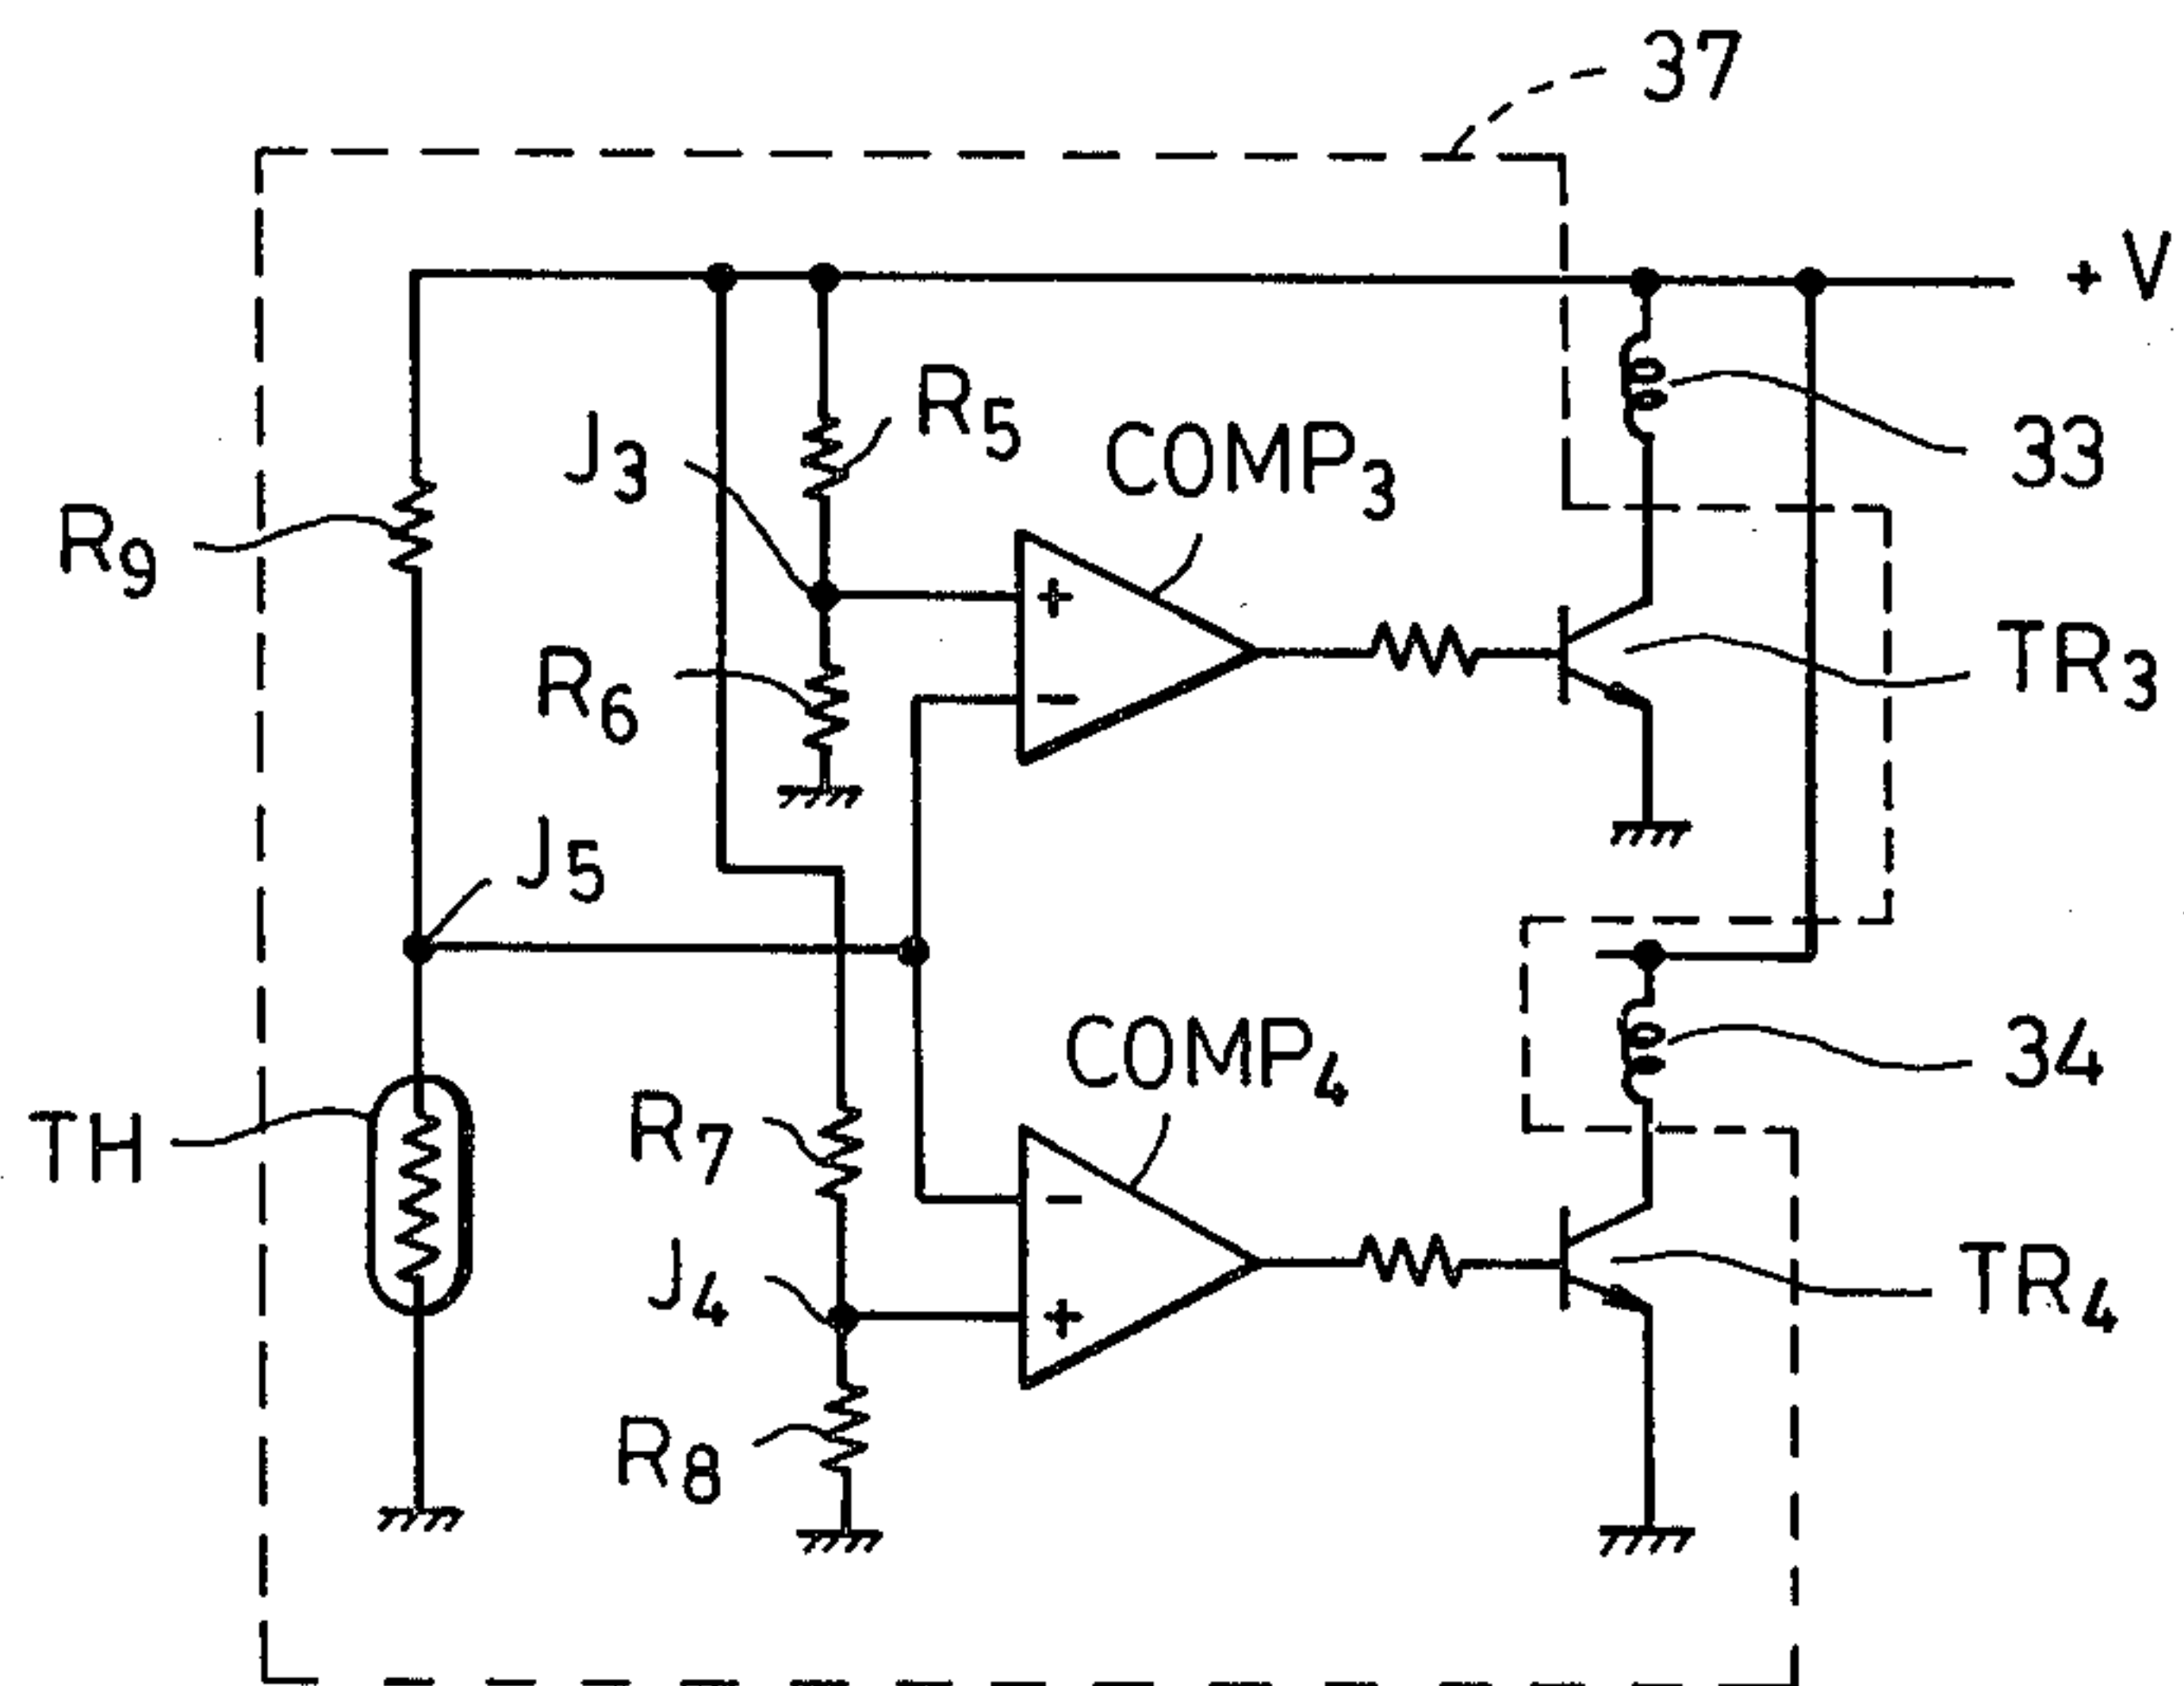 37
+V
J3
R5
COMP3
33
R9
+
TR3
R6
−
J5
COMP4
34
TH
R7
−
J4
+
TR4
R8